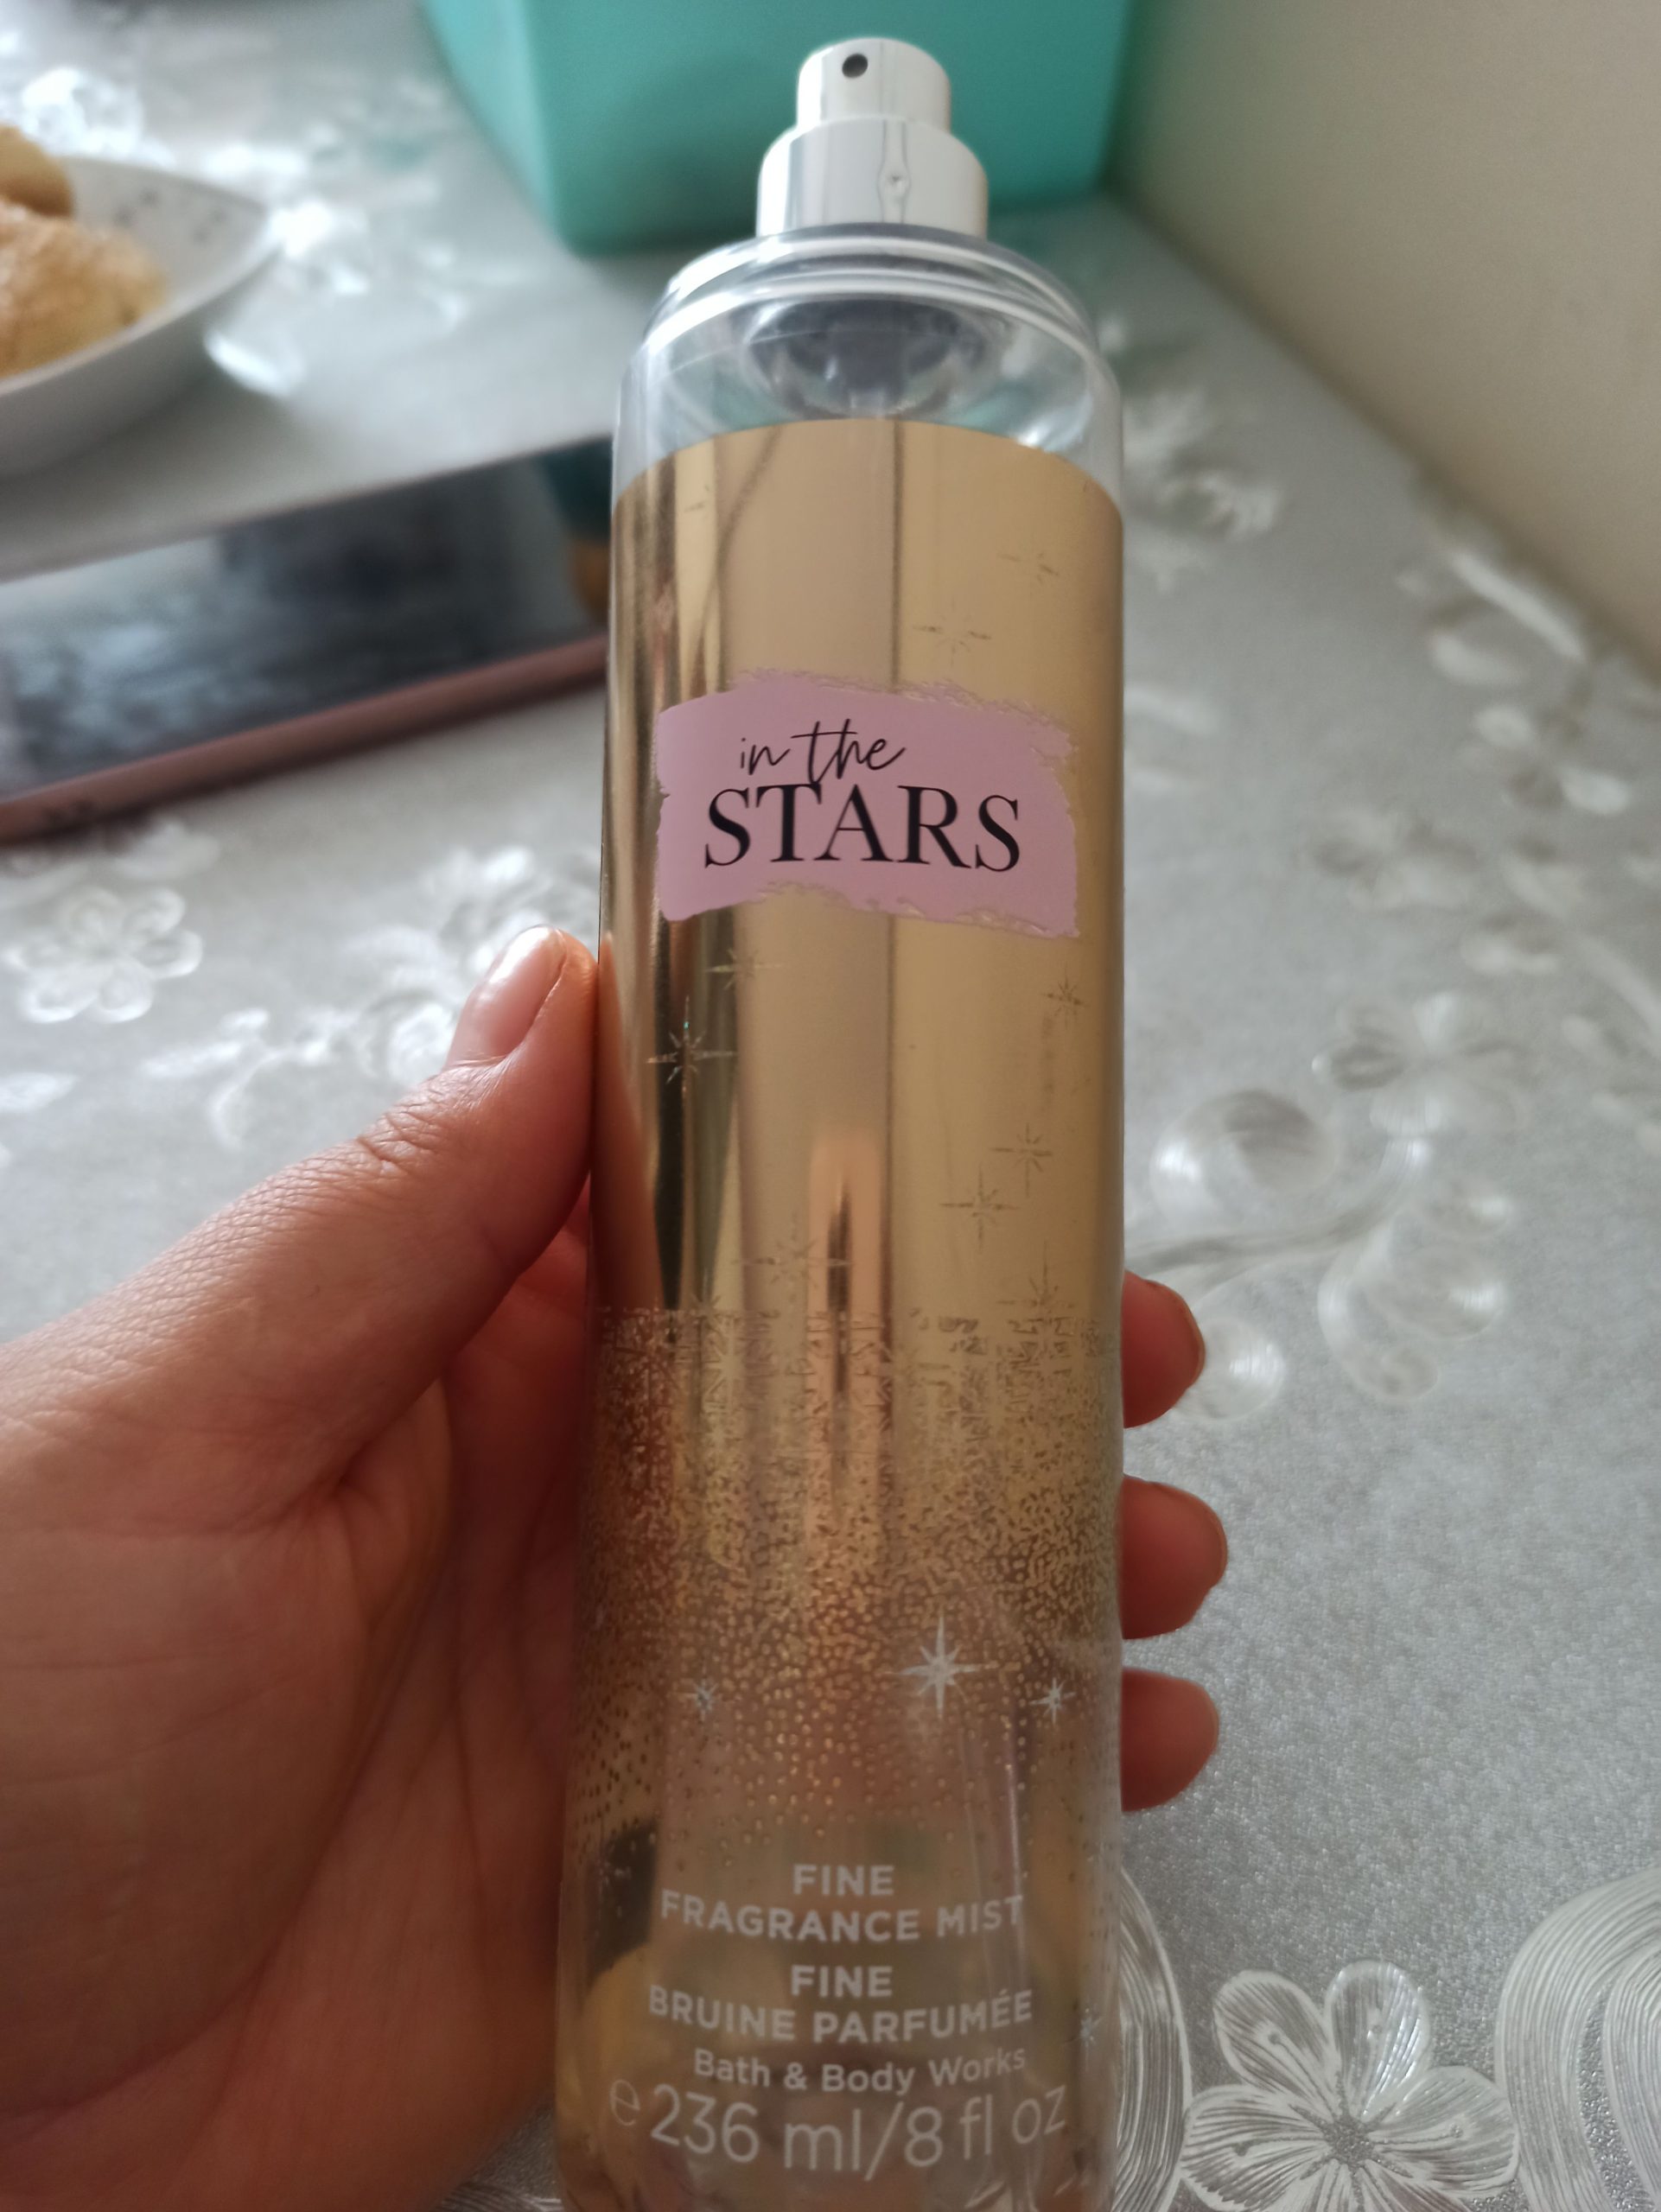 in the
STARS
FINE
FRAGRANCE MIST
FINE
BRUINE PARFUMÉE
Bath & Body Works
℮ 236 ml/8 fl oz